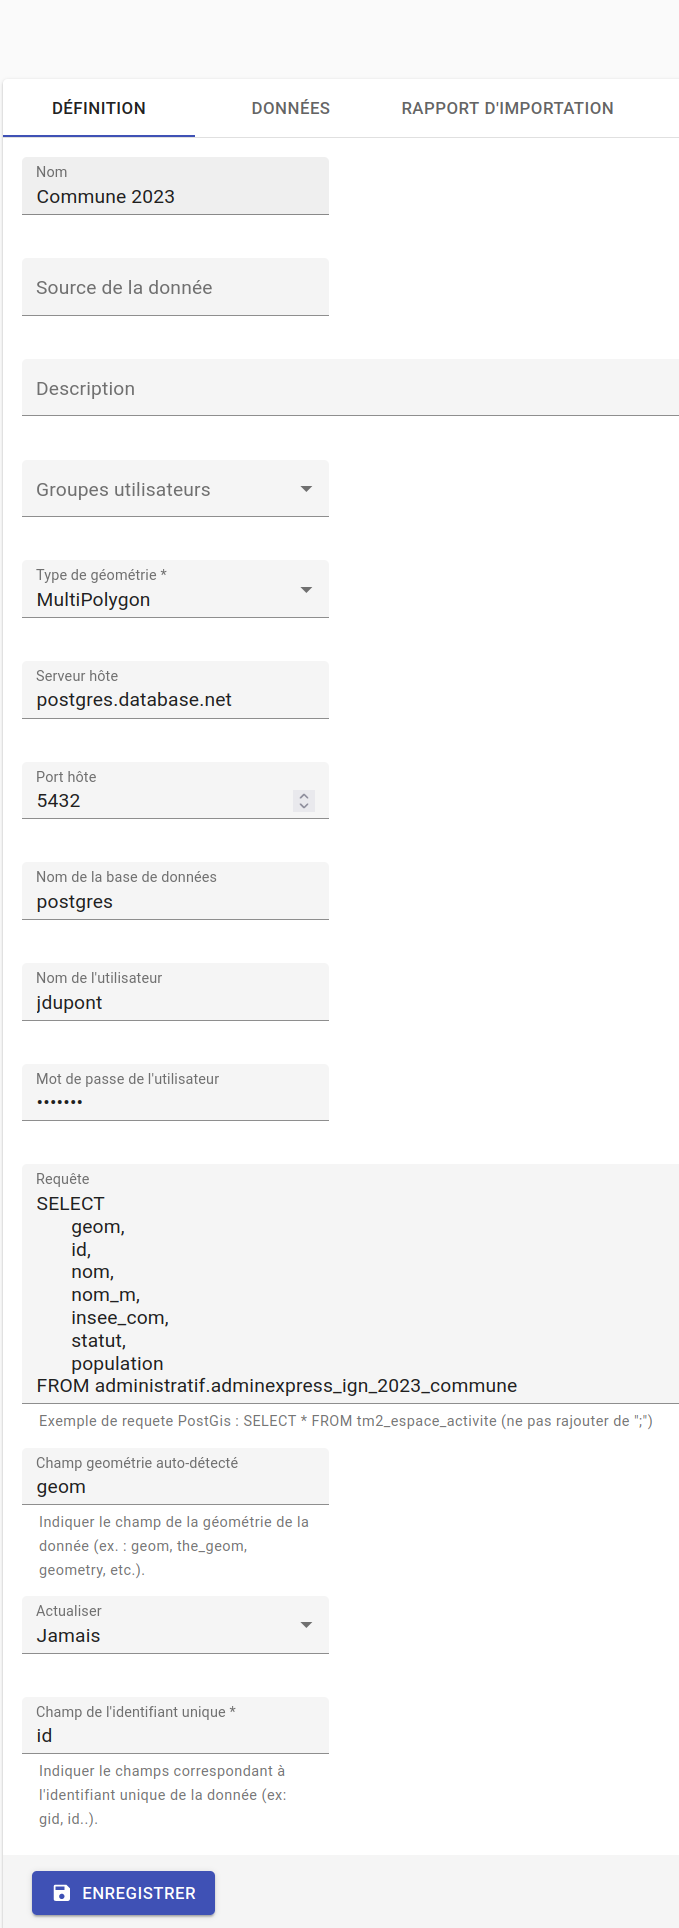 DÉFINITION DONNÉES RAPPORT D'IMPORTATION
Nom
Commune 2023
Source de la donnée
Description
Groupes utilisateurs
Type de géométrie *
MultiPolygon
Serveur hôte
postgres.database.net
Port hôte
5432
Nom de la base de données
postgres
Nom de l'utilisateur
jdupont
Mot de passe de l'utilisateur
•••••••
Requête
SELECT
geom,
id,
nom,
nom_m,
insee_com,
statut,
population
FROM administratif.adminexpress_ign_2023_commune
Exemple de requete PostGis : SELECT * FROM tm2_espace_activite (ne pas rajouter de ";")
Champ geométrie auto-détecté
geom
Indiquer le champ de la géométrie de la
donnée (ex. : geom, the_geom,
geometry, etc.).
Actualiser
Jamais
Champ de l'identifiant unique *
id
Indiquer le champs correspondant à
l'identifiant unique de la donnée (ex:
gid, id..).
ENREGISTRER